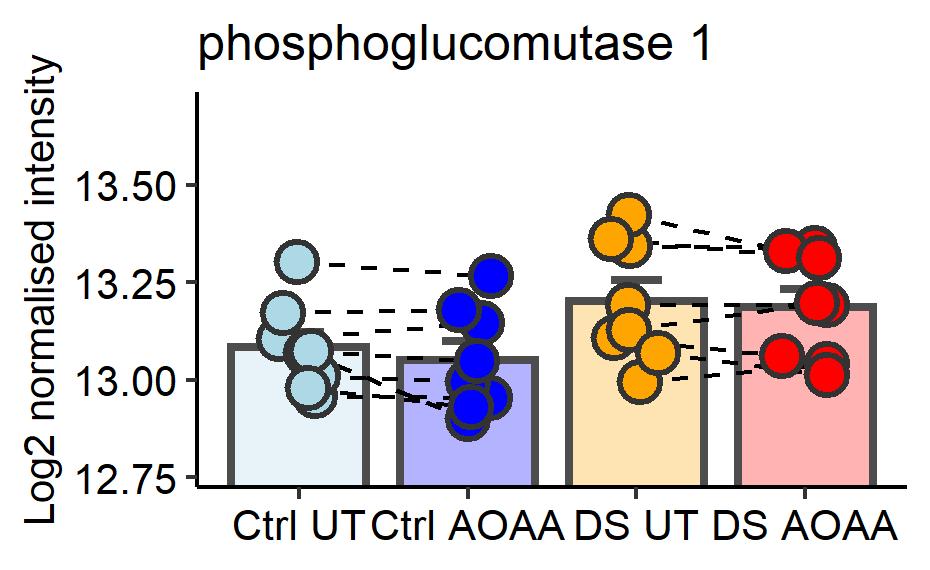 phosphoglucomutase 1
Log2 normalised intensity
13.50
13.25
13.00
12.75
Ctrl UT Ctrl AOAA DS UT DS AOAA